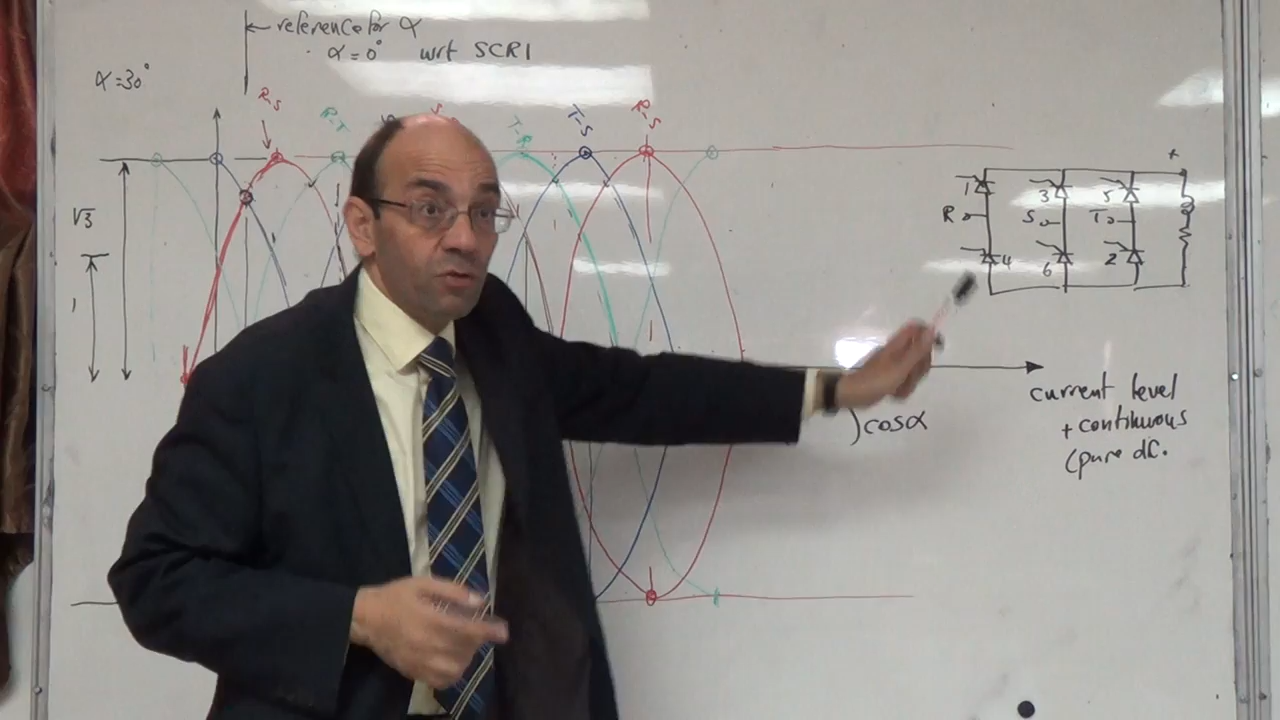 reference for α
α=0° wrt SCR1
α=30°
R-S
R-T
S
T-R
T-S
R-S
√3
1
+
1 3 5
R S T
4 6 2
current level
+ continuous
(pure dC.
)cosα